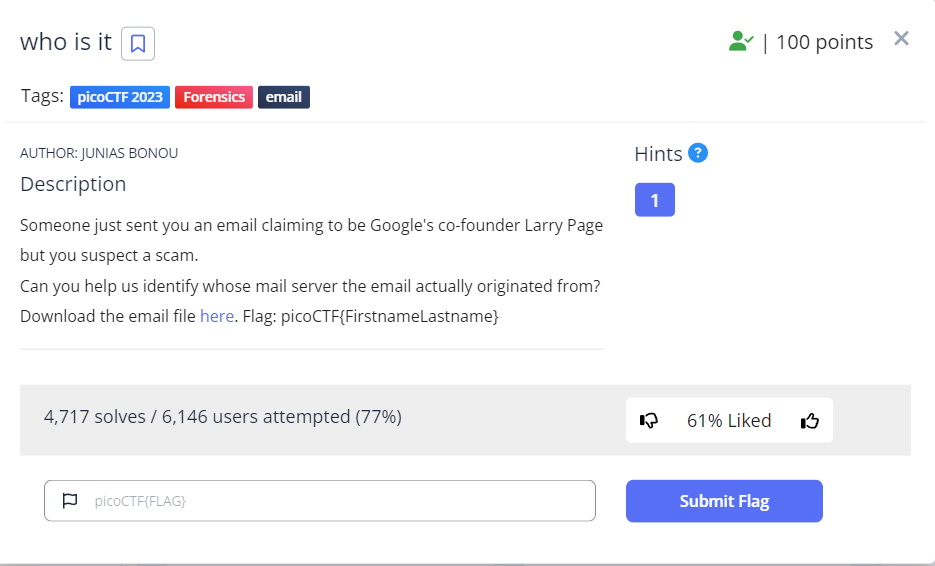 who is it
| 100 points
Tags: picoCTF 2023 Forensics email
AUTHOR: JUNIAS BONOU
Description
Someone just sent you an email claiming to be Google's co-founder Larry Page
but you suspect a scam.
Can you help us identify whose mail server the email actually originated from?
Download the email file here. Flag: picoCTF{FirstnameLastname}
Hints ?
1
4,717 solves / 6,146 users attempted (77%)
61% Liked
picoCTF{FLAG}
Submit Flag